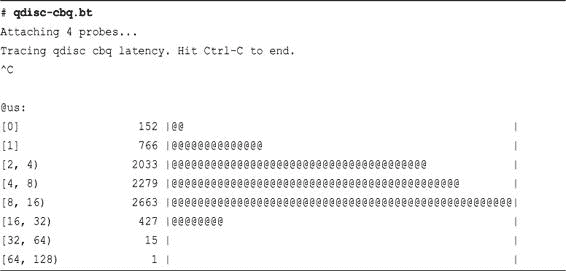 # qdisc-cbq.bt
Attaching 4 probes...
Tracing qdisc cbq latency. Hit Ctrl-C to end.
^C
@us:
[0] 152 |@@ |
[1] 766 |@@@@@@@@@@@@@@ |
[2, 4) 2033 |@@@@@@@@@@@@@@@@@@@@@@@@@@@@@@@@@@@@@@@ |
[4, 8) 2279 |@@@@@@@@@@@@@@@@@@@@@@@@@@@@@@@@@@@@@@@@@@@@ |
[8, 16) 2663 |@@@@@@@@@@@@@@@@@@@@@@@@@@@@@@@@@@@@@@@@@@@@@@@@@@@@|
[16, 32) 427 |@@@@@@@@ |
[32, 64) 15 | |
[64, 128) 1 | |